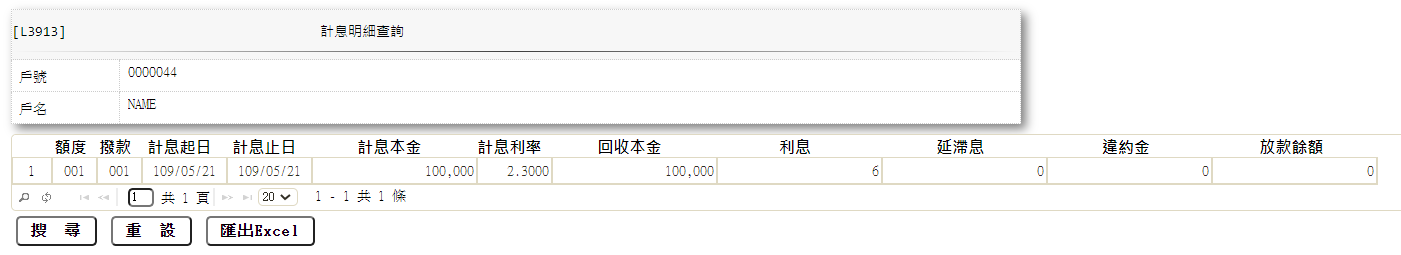 [L3913] 計息明細查詢
戶號 0000044
戶名 NAME
額度 撥款 計息起日 計息止日 計息本金 計息利率 回收本金 利息 延滯息 違約金 放款餘額
1 001 001 109/05/21 109/05/21 100,000 2.3000 100,000 6 0 0 0
1 共 1 頁 20 1 - 1 共 1 條
搜 尋 重 設 匯出Excel